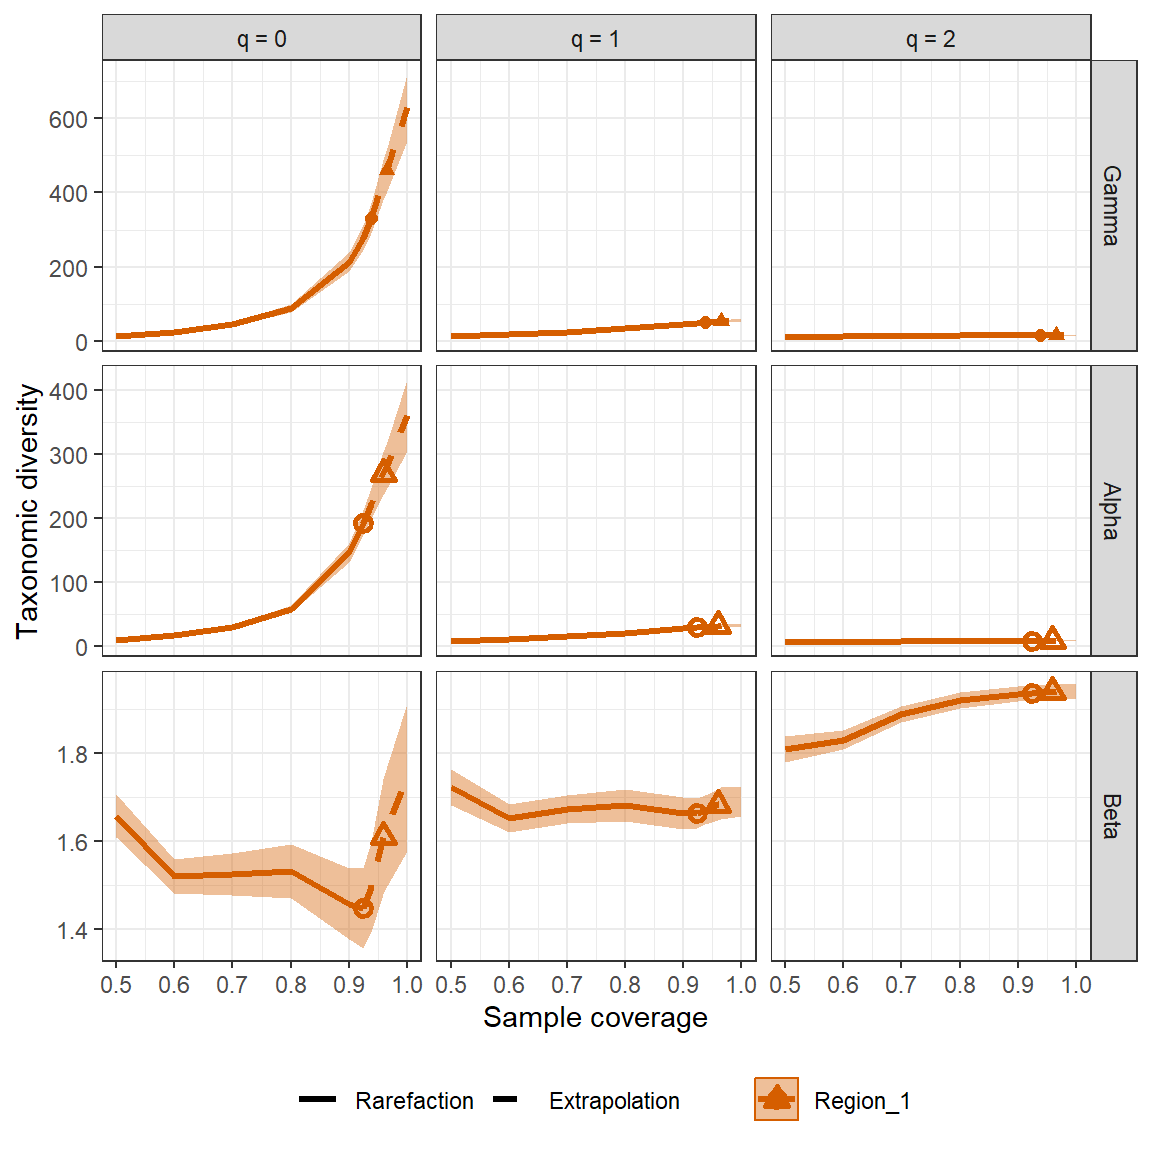 q = 0 q = 1 q = 2
600
400
200
0
Gamma
400
300
200
100
0
Alpha
Taxonomic diversity
1.8
1.6
1.4
Beta
0.5 0.6 0.7 0.8 0.9 1.0 0.5 0.6 0.7 0.8 0.9 1.0 0.5 0.6 0.7 0.8 0.9 1.0
Sample coverage
Rarefaction Extrapolation Region_1